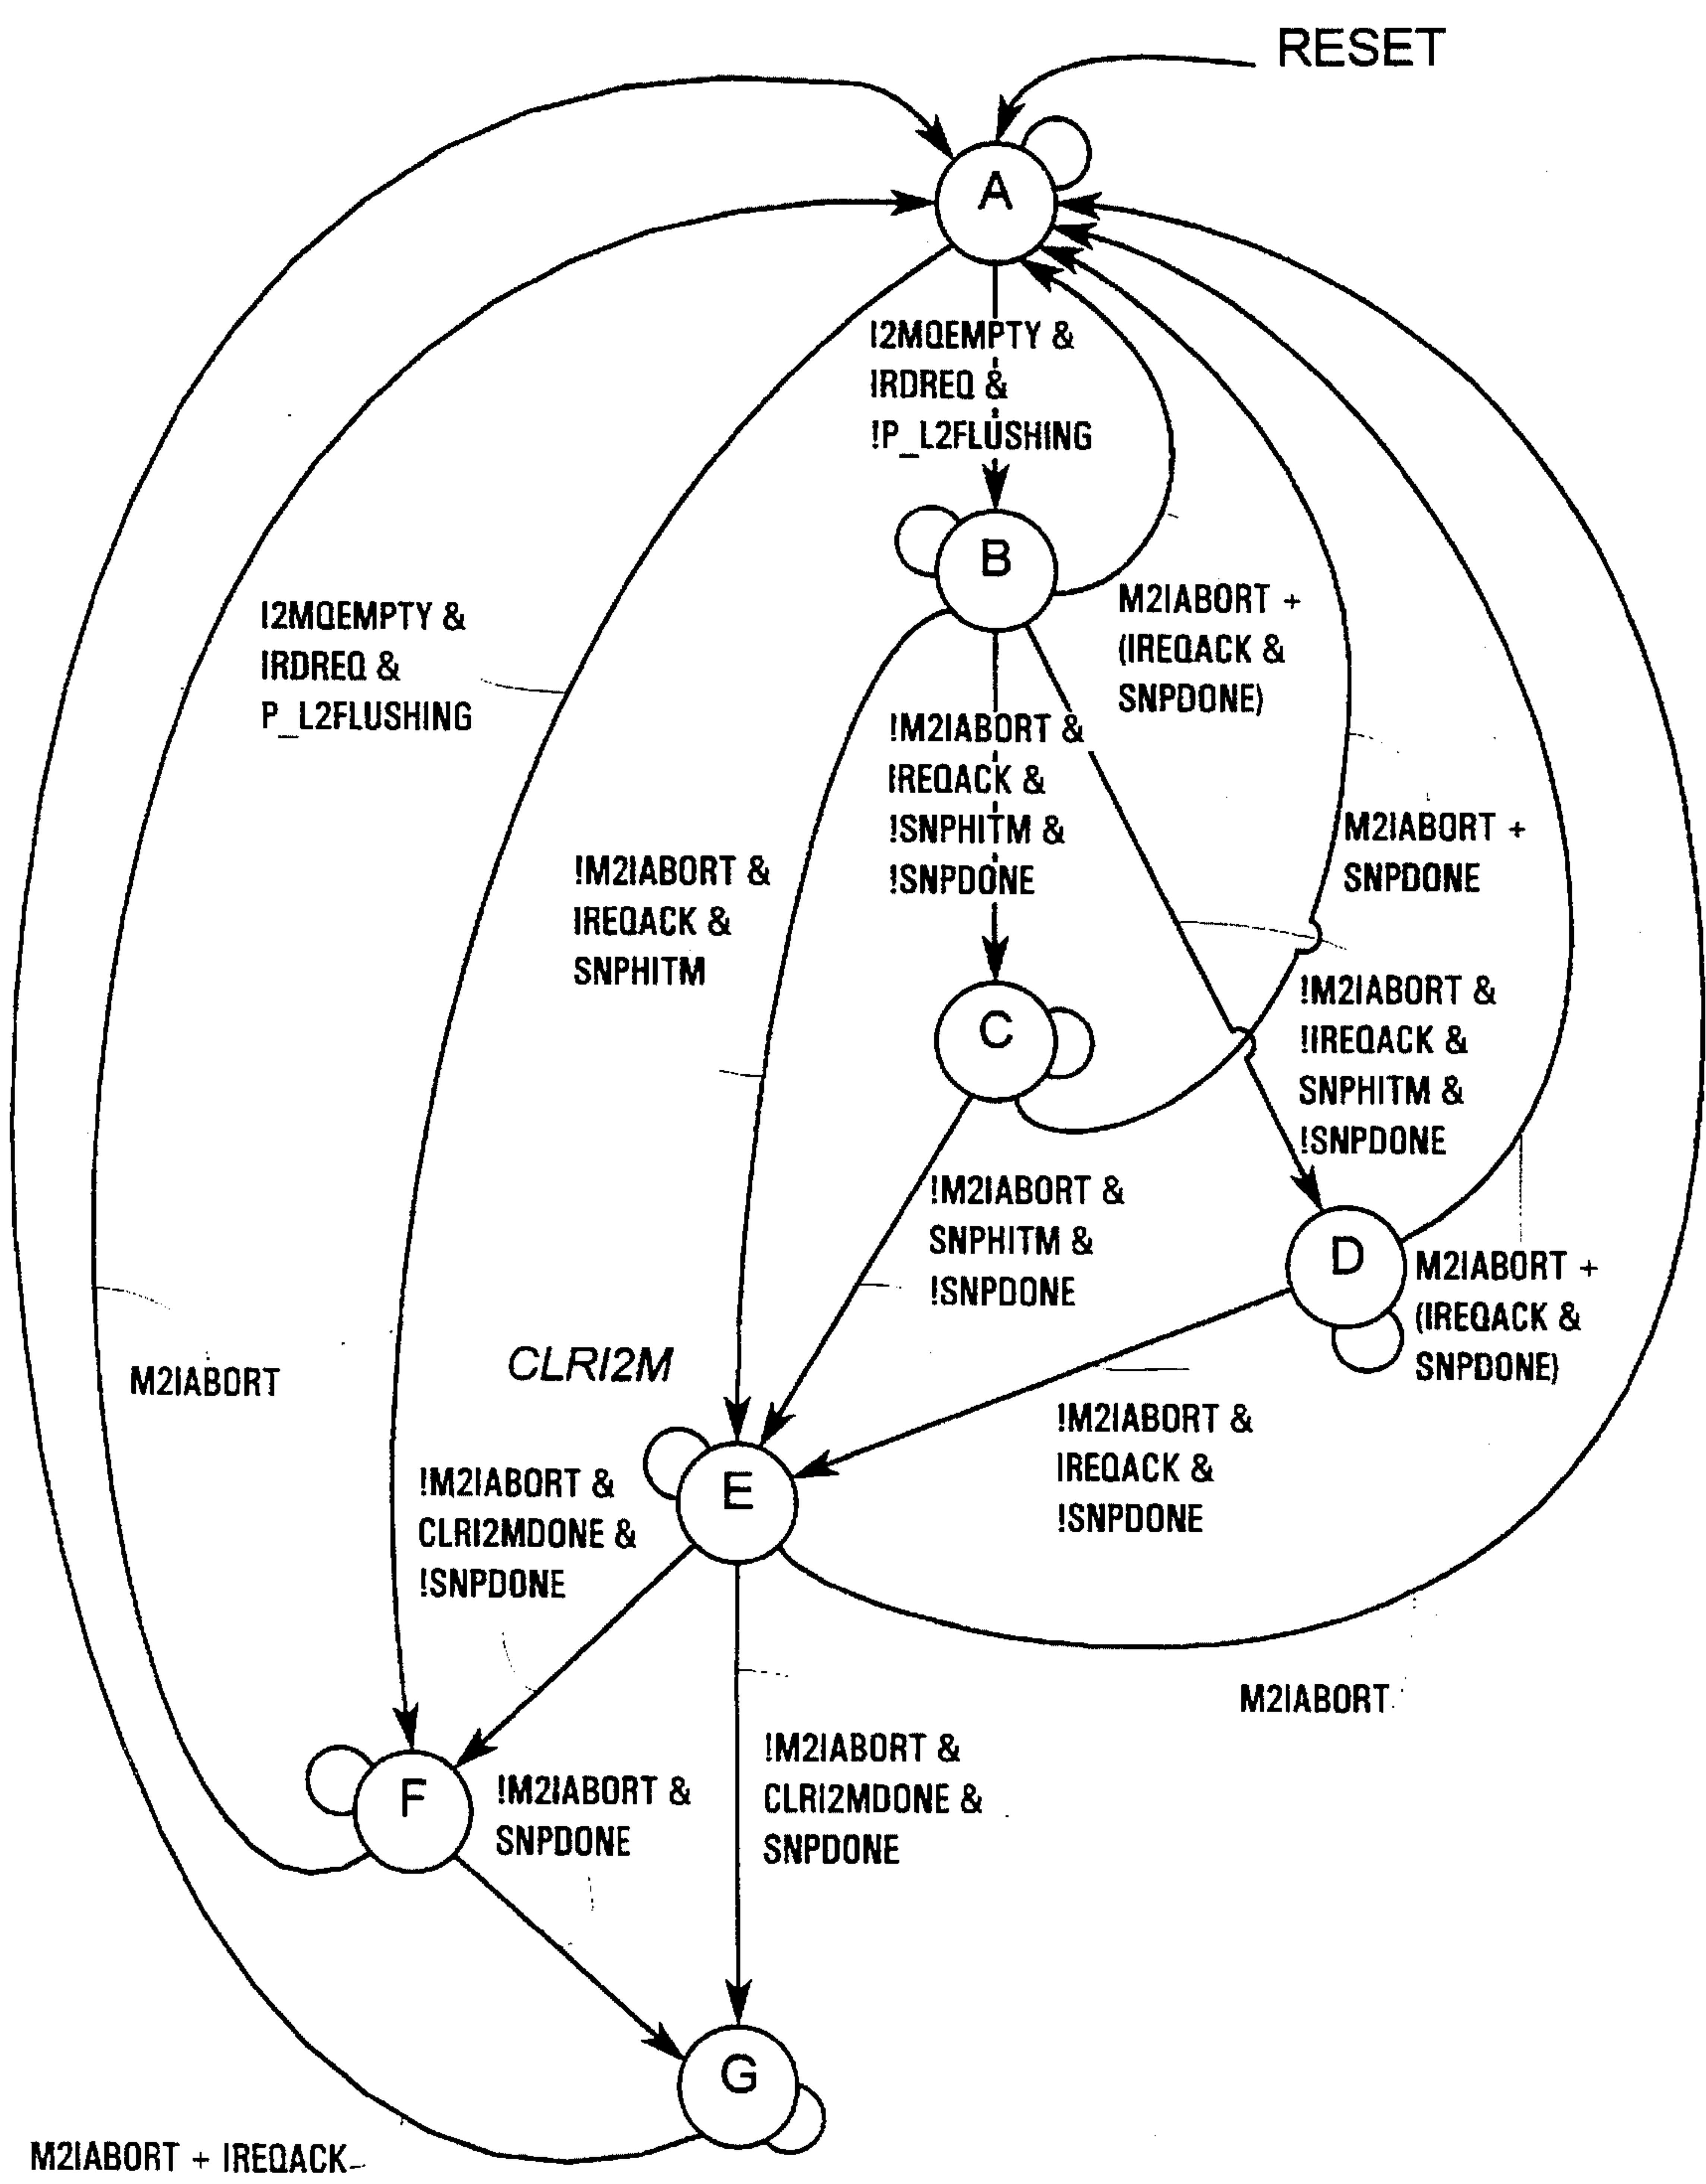 RESET
A
I2MQEMPTY &
IRDREQ &
!P_L2FLUSHING
B
I2MQEMPTY &
IRDREQ &
P_L2FLUSHING
M2IABORT +
(IREQACK &
SNPDONE)
!M2IABORT &
IREQACK &
!SNPHITM &
!SNPDONE
M2IABORT +
SNPDONE
!M2IABORT &
IREQACK &
SNPHITM
C
!M2IABORT &
!IREQACK &
SNPHITM &
!SNPDONE
!M2IABORT &
SNPHITM &
!SNPDONE
D
M2IABORT +
(IREQACK &
SNPDONE)
M2IABORT
CLRI2M
!M2IABORT &
IREQACK &
!SNPDONE
E
!M2IABORT &
CLRI2MDONE &
!SNPDONE
M2IABORT
F
!M2IABORT &
SNPDONE
!M2IABORT &
CLRI2MDONE &
SNPDONE
G
M2IABORT + IREQACK